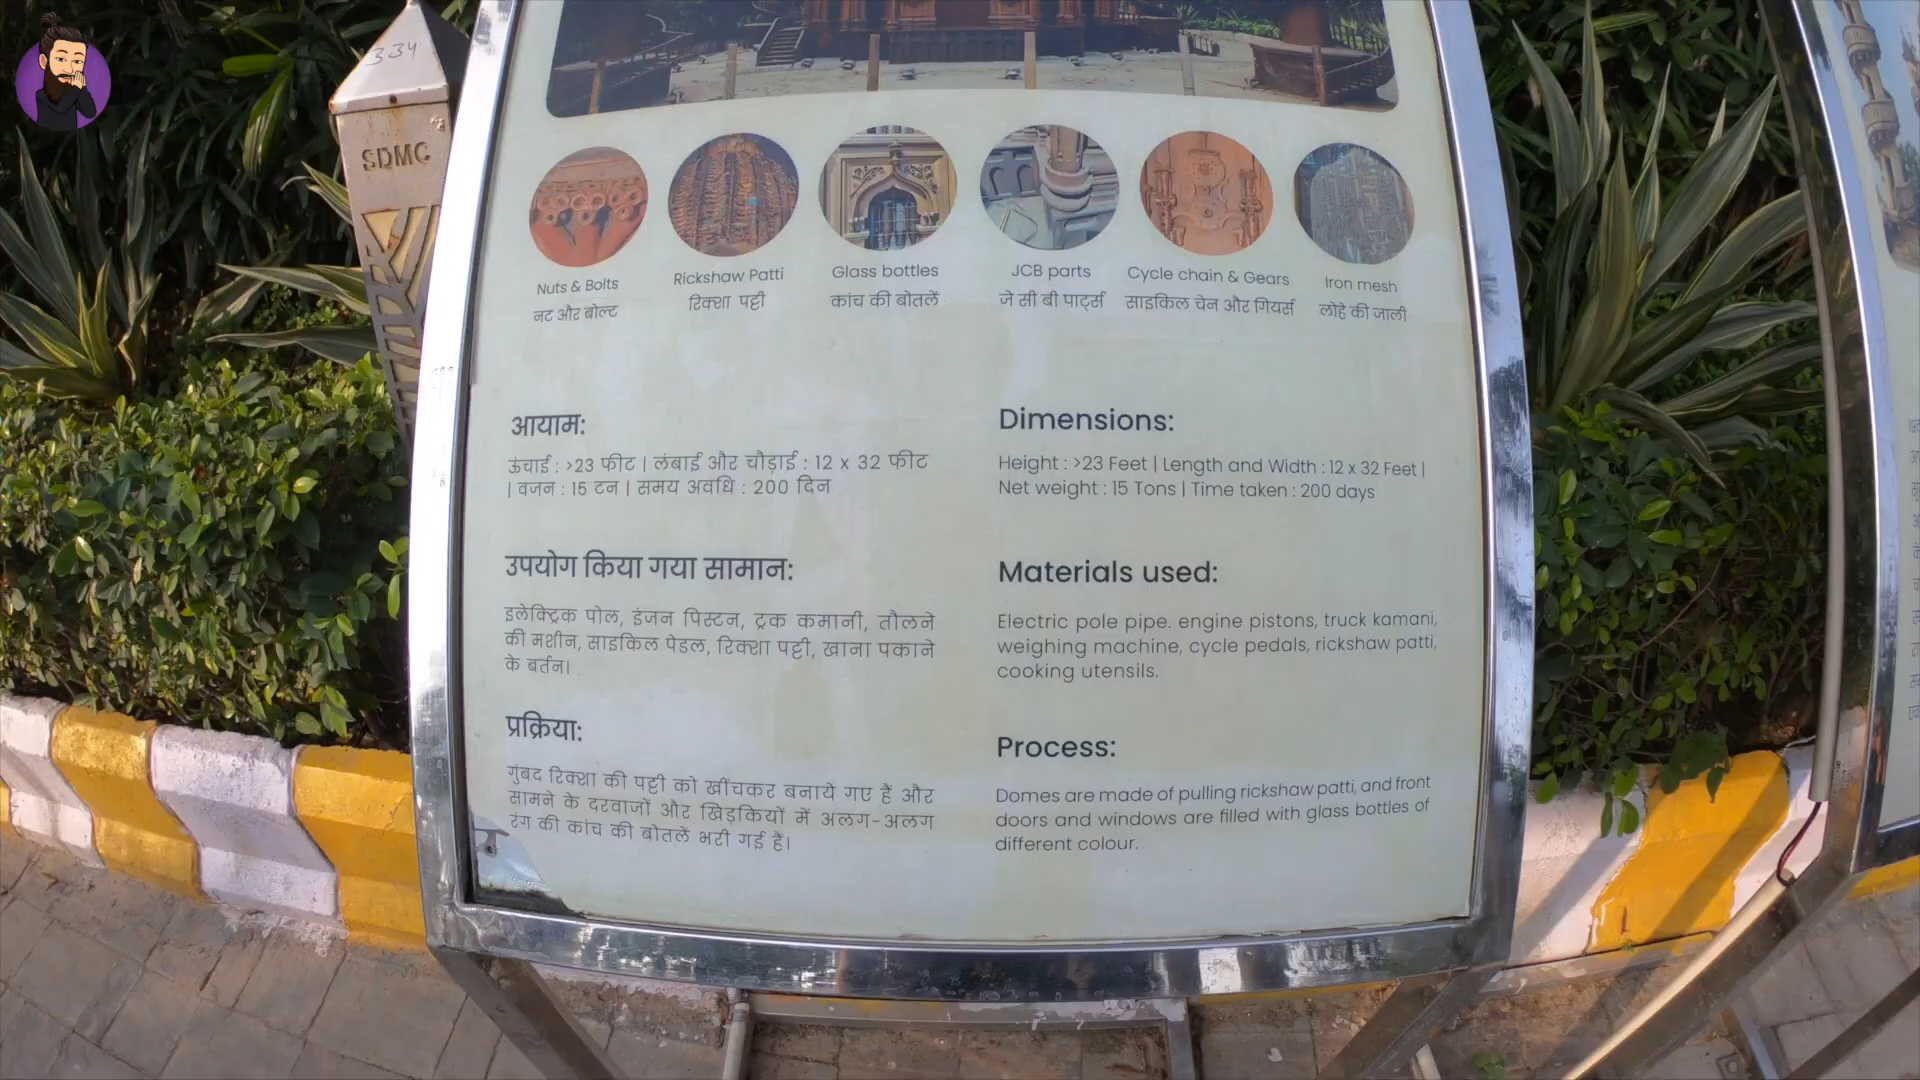 334
SDMC
Nuts & Bolts
नट और बोल्ट
Rickshaw Patti
रिक्शा पट्टी
Glass bottles
कांच की बोतलें
JCB parts
जे सी बी पार्ट्स
Cycle chain & Gears
साइकिल चेन और गियर्स
Iron mesh
लोहे की जाली
आयाम:
ऊंचाई : >23 फीट | लंबाई और चौड़ाई : 12 x 32 फीट
| वजन : 15 टन | समय अवधि : 200 दिन
उपयोग किया गया सामान:
इलेक्ट्रिक पोल, इंजन पिस्टन, ट्रक कमानी, तौलने
की मशीन, साइकिल पेडल, रिक्शा पट्टी, खाना पकाने
के बर्तन।
प्रक्रिया:
गुंबद रिक्शा की पट्टी को खींचकर बनाये गए हैं और
सामने के दरवाजों और खिड़कियों में अलग-अलग
रंग की कांच की बोतलें भरी गई हैं।
Dimensions:
Height : >23 Feet | Length and Width : 12 x 32 Feet |
Net weight : 15 Tons | Time taken : 200 days
Materials used:
Electric pole pipe. engine pistons, truck kamani,
weighing machine, cycle pedals, rickshaw patti,
cooking utensils.
Process:
Domes are made of pulling rickshaw patti, and front
doors and windows are filled with glass bottles of
different colour.